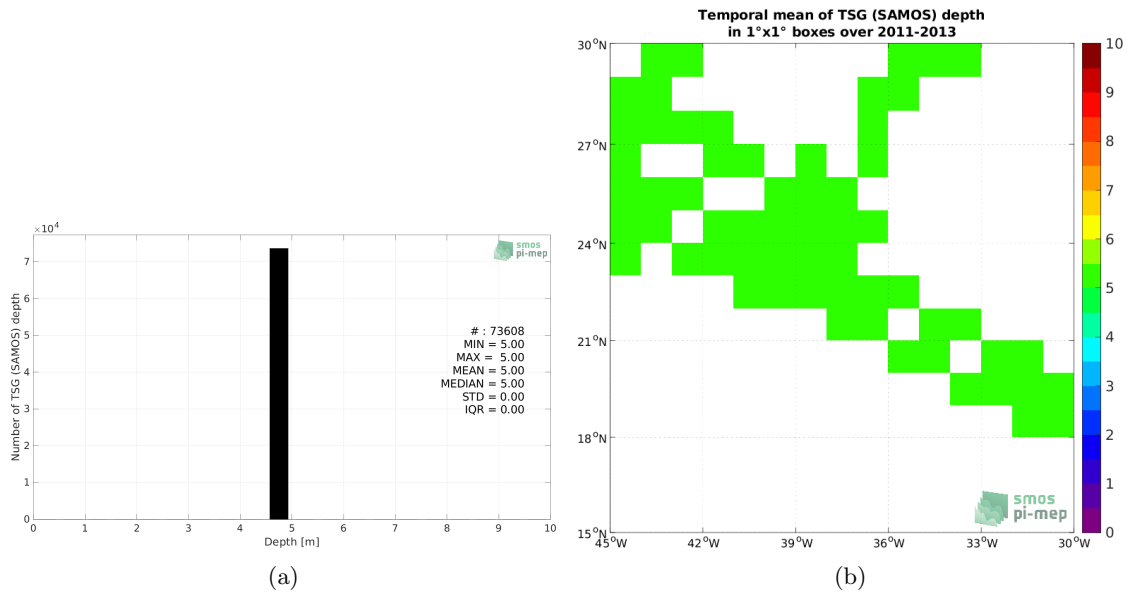 ×10⁴
7
6
5
4
3
2
1
0
Number of TSG (SAMOS) depth
smos
pi-mep
# : 73608
MIN = 5.00
MAX = 5.00
MEAN = 5.00
MEDIAN = 5.00
STD = 0.00
IQR = 0.00
0 1 2 3 4 5 6 7 8 9 10
Depth [m]
(a)
Temporal mean of TSG (SAMOS) depth
in 1°x1° boxes over 2011-2013
30°N
27°N
24°N
21°N
18°N
15°N
45°W 42°W 39°W 36°W 33°W 30°W
smos
pi-mep
10
9
8
7
6
5
4
3
2
1
0
(b)